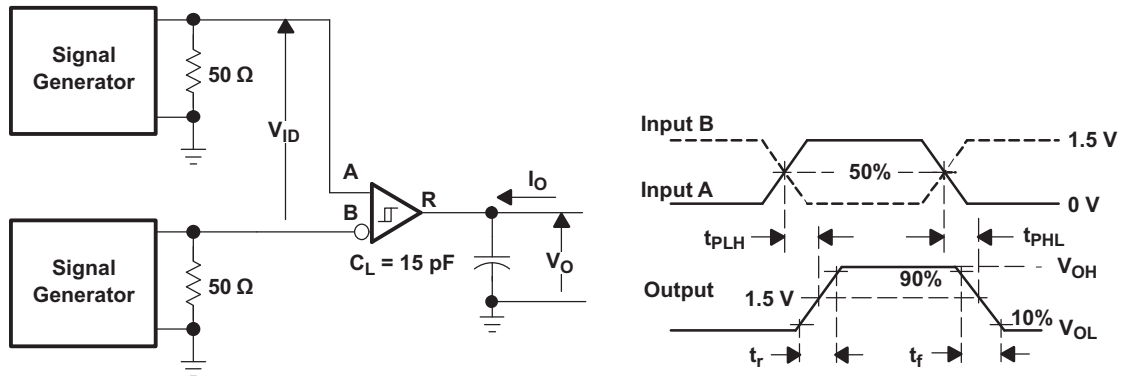 Signal
Generator
50 Ω
V_ID
A
B
R
I_O
C_L = 15 pF
V_O
Signal
Generator
50 Ω
Input B
1.5 V
50%
Input A
0 V
t_PLH
t_PHL
V_OH
90%
Output
1.5 V
10%
V_OL
t_r
t_f